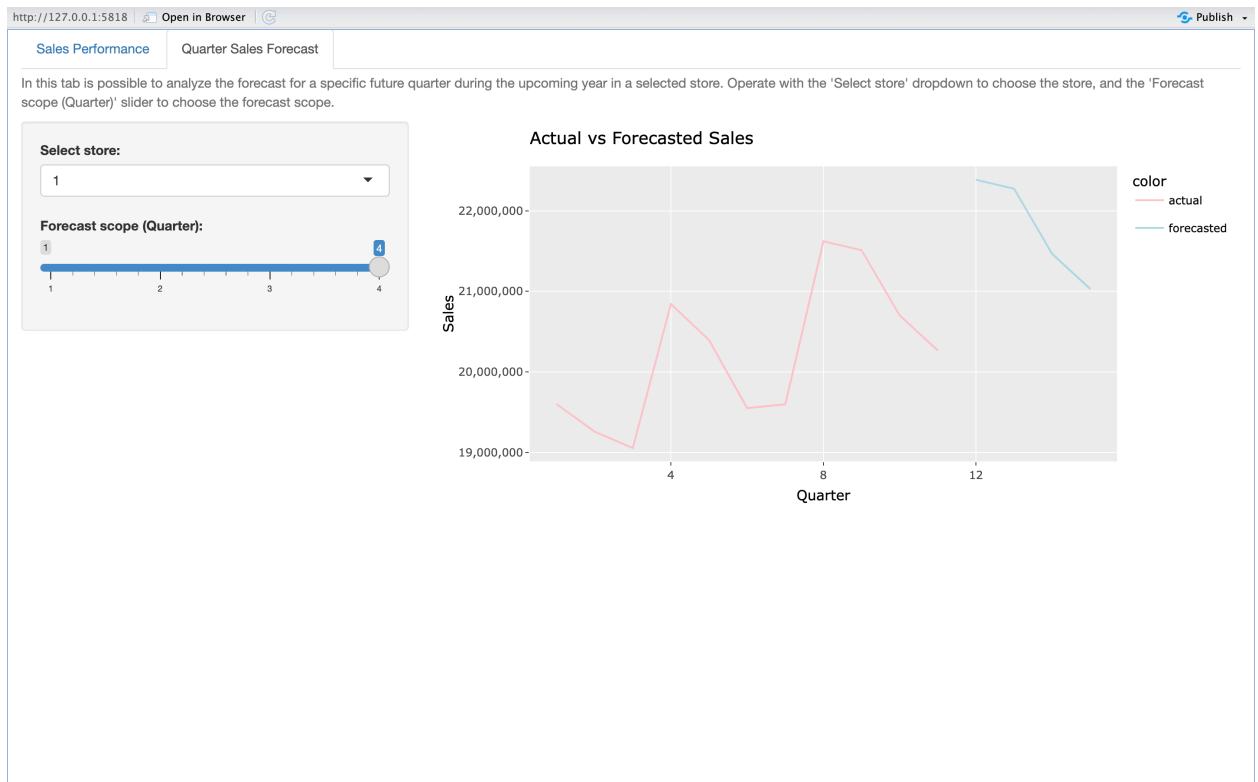 http://127.0.0.1:5818 Open in Browser Publish
Sales Performance Quarter Sales Forecast
In this tab is possible to analyze the forecast for a specific future quarter during the upcoming year in a selected store. Operate with the 'Select store' dropdown to choose the store, and the 'Forecast
scope (Quarter)' slider to choose the forecast scope.
Select store:
1
Forecast scope (Quarter):
1 4
1 2 3 4
Actual vs Forecasted Sales
22,000,000
21,000,000
20,000,000
19,000,000
Sales
4 8 12
Quarter
color
actual
forecasted